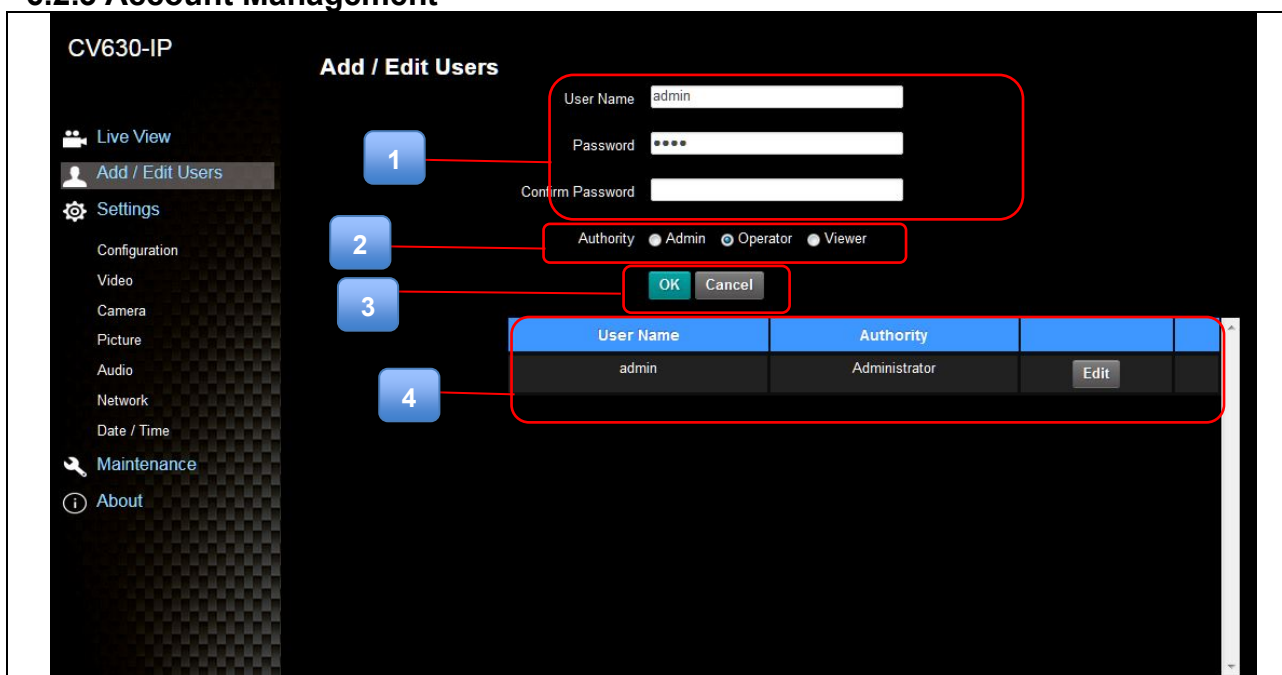 Account Management
CV630-IP
Live View
Add / Edit Users
Settings
Configuration
Video
Camera
Picture
Audio
Network
Date / Time
Maintenance
About
Add / Edit Users
User Name admin
Password ••••
Confirm Password
Authority Admin Operator Viewer
OK Cancel
User Name Authority
admin Administrator Edit
1
2
3
4